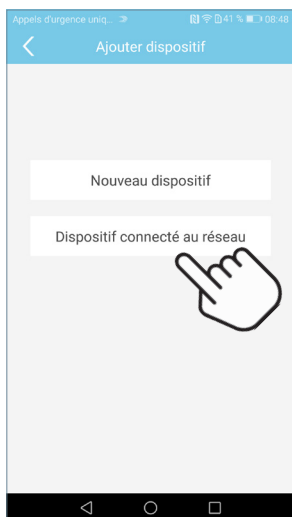 Appels d'urgence uniq... 41 % 08:48
Ajouter dispositif
Nouveau dispositif
Dispositif connecté au réseau